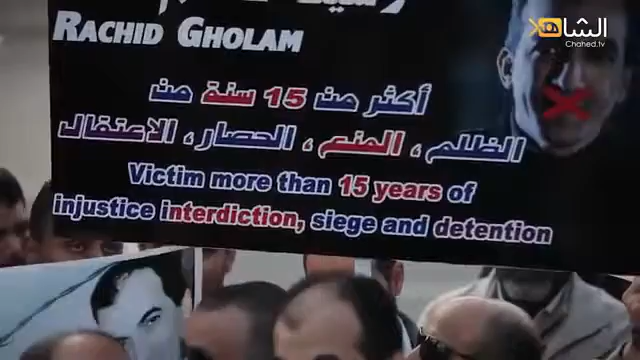 الشاهد
Chahed.tv
RACHID GHOLAM
أكثر من 15 سنة من
الظلم ، المنع ، الحصار ، الاعتقال
Victim more than 15 years of
injustice interdiction, siege and detention